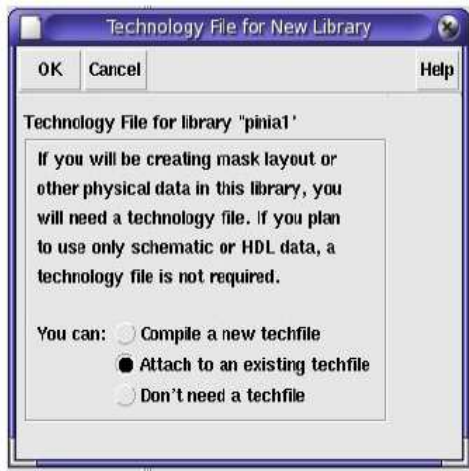 Technology File for New Library
OK Cancel Help
Technology File for library "pinia1'
If you will be creating mask layout or
other physical data in this library, you
will need a technology file. If you plan
to use only schematic or HDL data, a
technology file is not required.
You can: Compile a new techfile
Attach to an existing techfile
Don't need a techfile